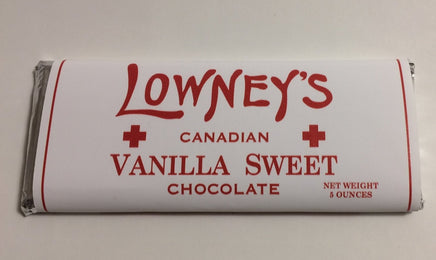 LOWNEY'S
CANADIAN
VANILLA SWEET
CHOCOLATE
NET WEIGHT
5 OUNCES